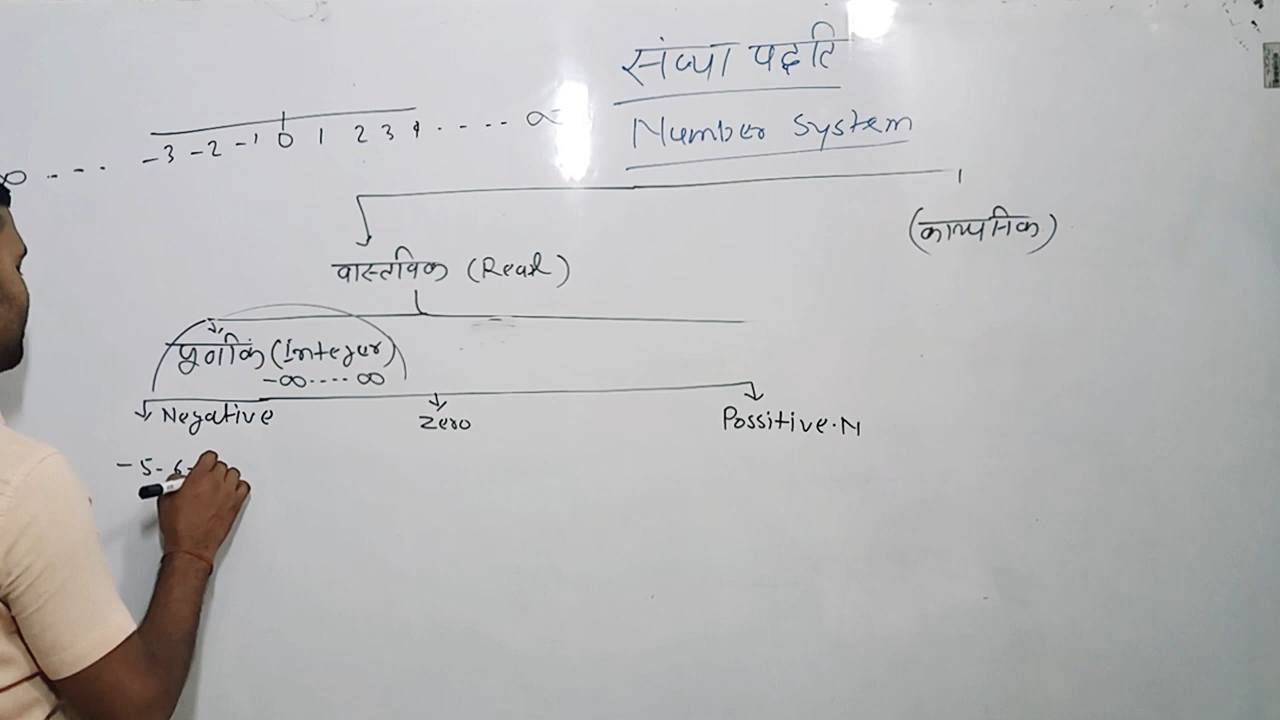 संख्या पद्धति
Number System
∞ .... -3 -2 -1 0 1 2 3 4 ..... ∞
(काल्पनिक)
वास्तविक (Real)
पूर्णांक (Integer)
-∞....∞
Negative Zero Possitive.N
-5-6-